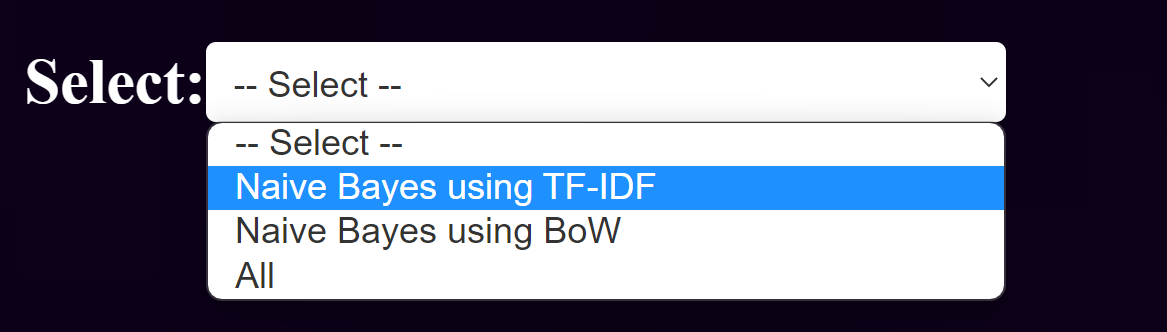 Select: -- Select --
-- Select --
Naive Bayes using TF-IDF
Naive Bayes using BoW
All